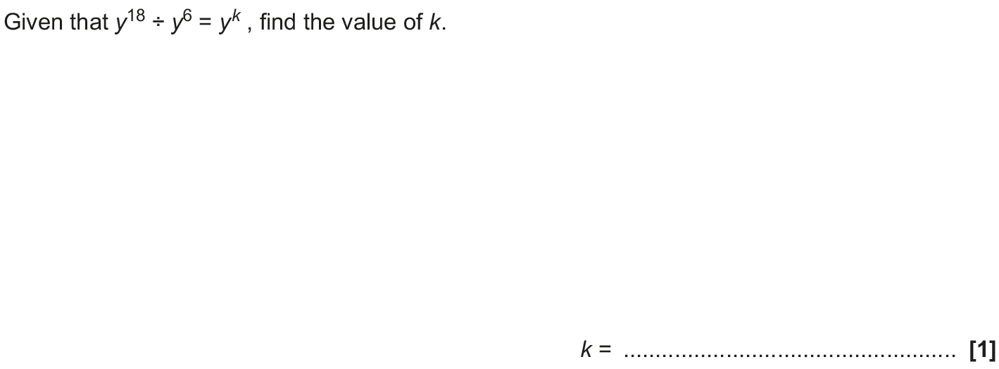 Given that y¹⁸ ÷ y⁶ = yᵏ , find the value of k.
k = .................................................... [1]